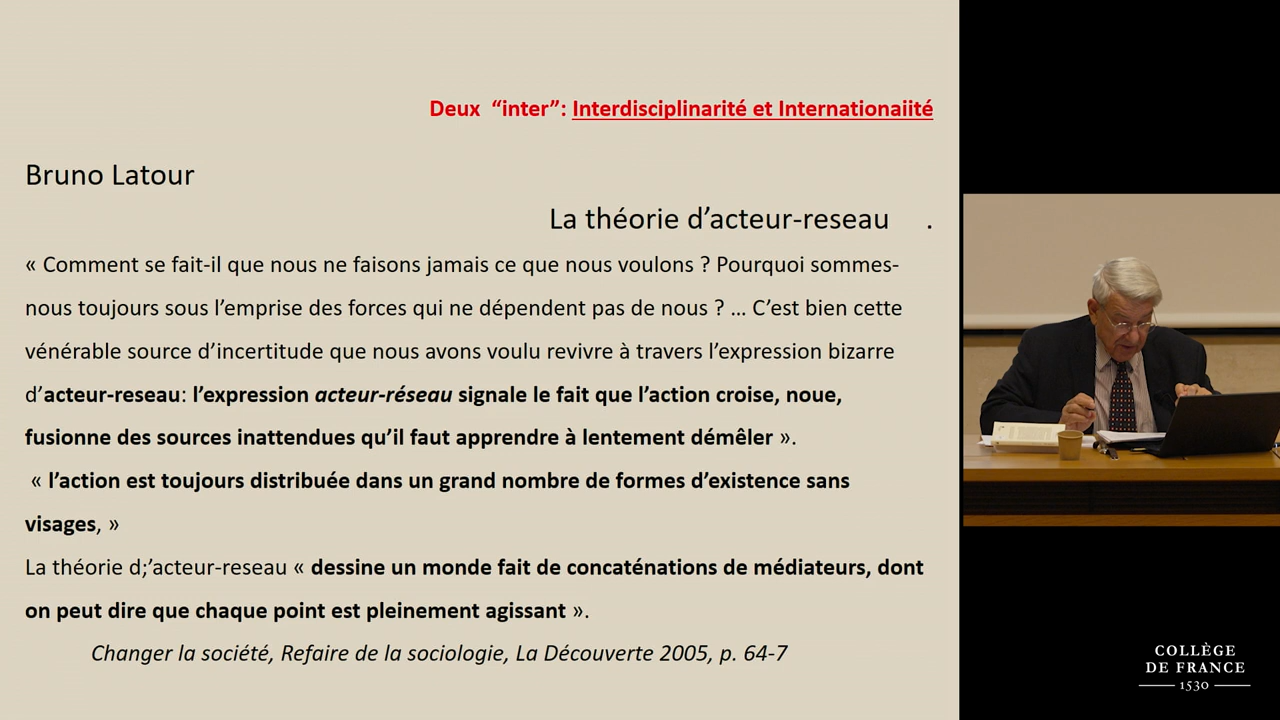 Deux “inter”: Interdisciplinarité et Internationaiité
Bruno Latour
La théorie d’acteur-reseau .
« Comment se fait-il que nous ne faisons jamais ce que nous voulons ? Pourquoi sommes-
nous toujours sous l’emprise des forces qui ne dépendent pas de nous ? … C’est bien cette
vénérable source d’incertitude que nous avons voulu revivre à travers l’expression bizarre
d’acteur-reseau: l’expression acteur-réseau signale le fait que l’action croise, noue,
fusionne des sources inattendues qu’il faut apprendre à lentement démêler ».
« l’action est toujours distribuée dans un grand nombre de formes d’existence sans
visages, »
La théorie d;’acteur-reseau « dessine un monde fait de concaténations de médiateurs, dont
on peut dire que chaque point est pleinement agissant ».
Changer la société, Refaire de la sociologie, La Découverte 2005, p. 64-7
COLLÈGE
DE FRANCE
1530